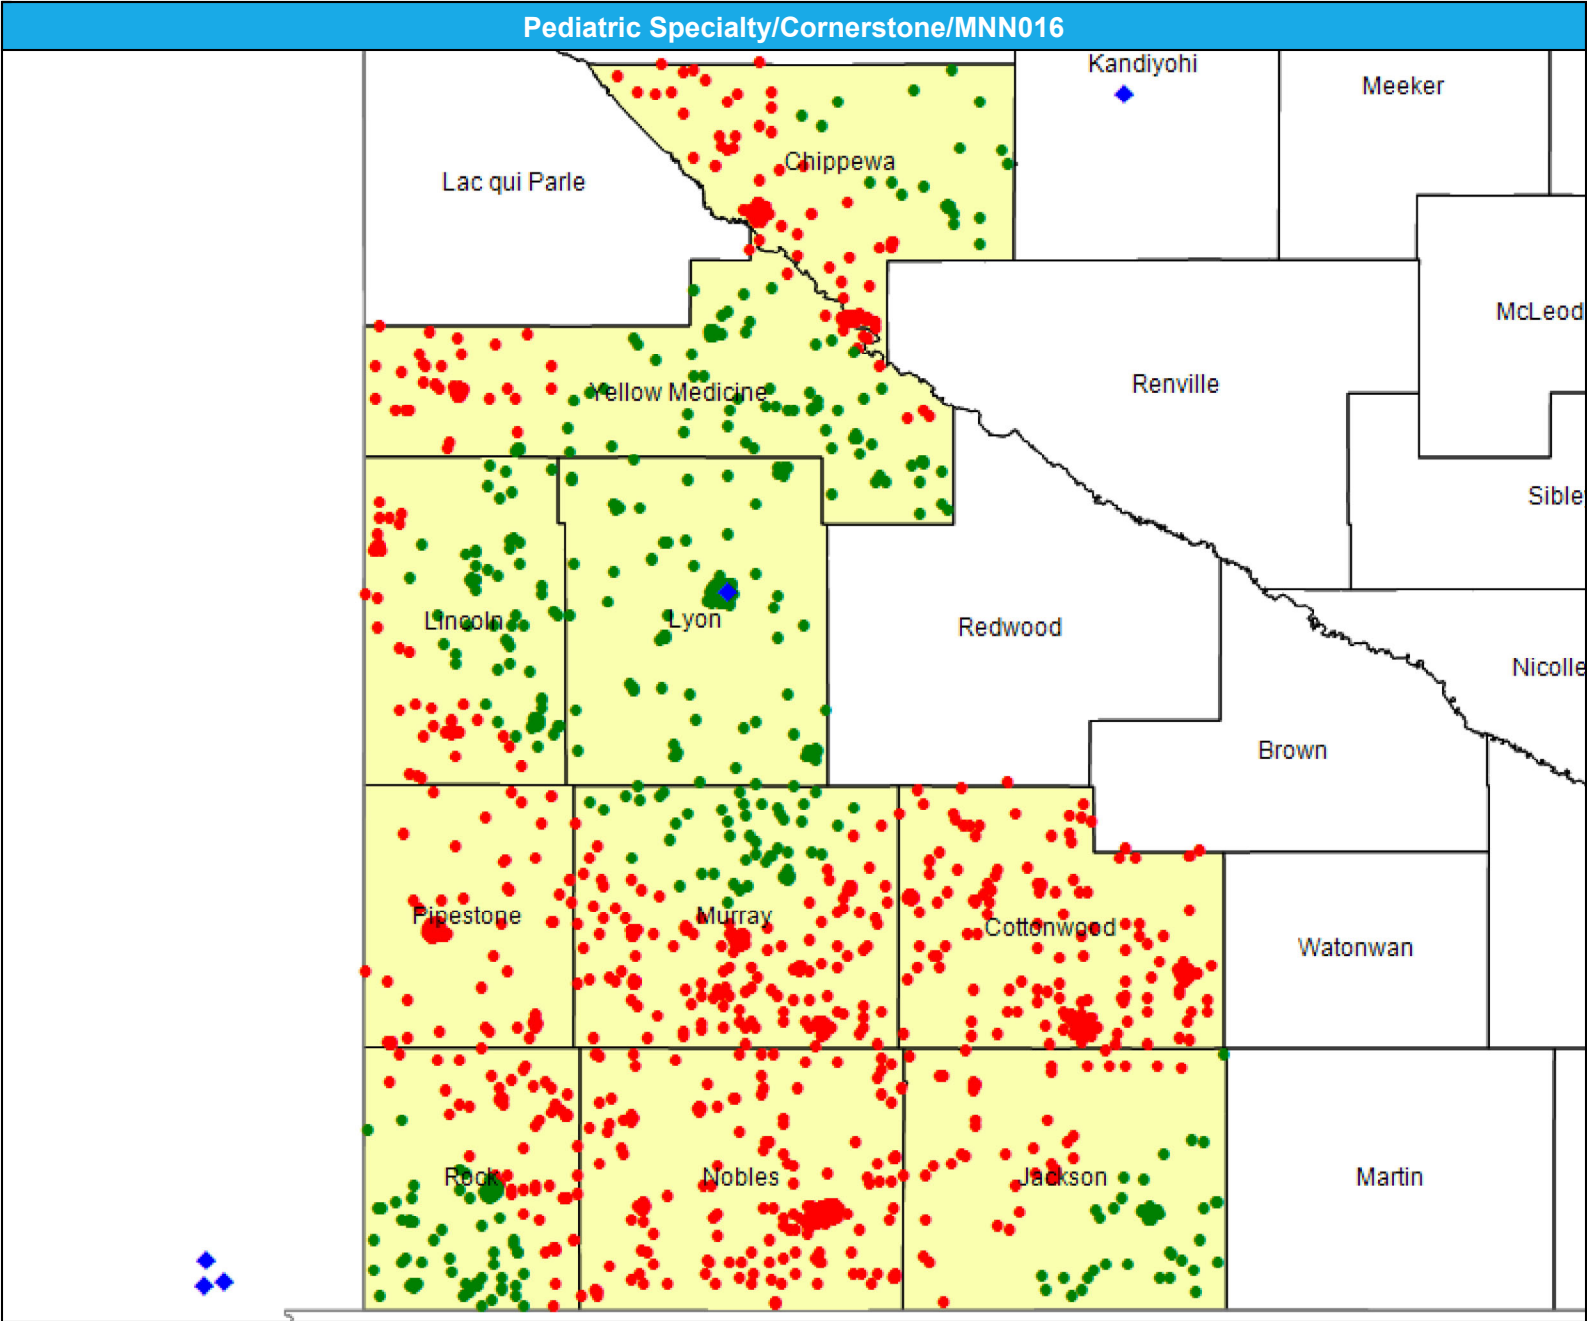 Pediatric Specialty/Cornerstone/MNN016
Kandiyohi
Meeker
Chippewa
Lac qui Parle
McLeod
Renville
Yellow Medicine
Sible
Lincoln
Lyon
Redwood
Nicolle
Brown
Pipestone
Murray
Cottonwood
Watonwan
Rock
Nobles
Jackson
Martin